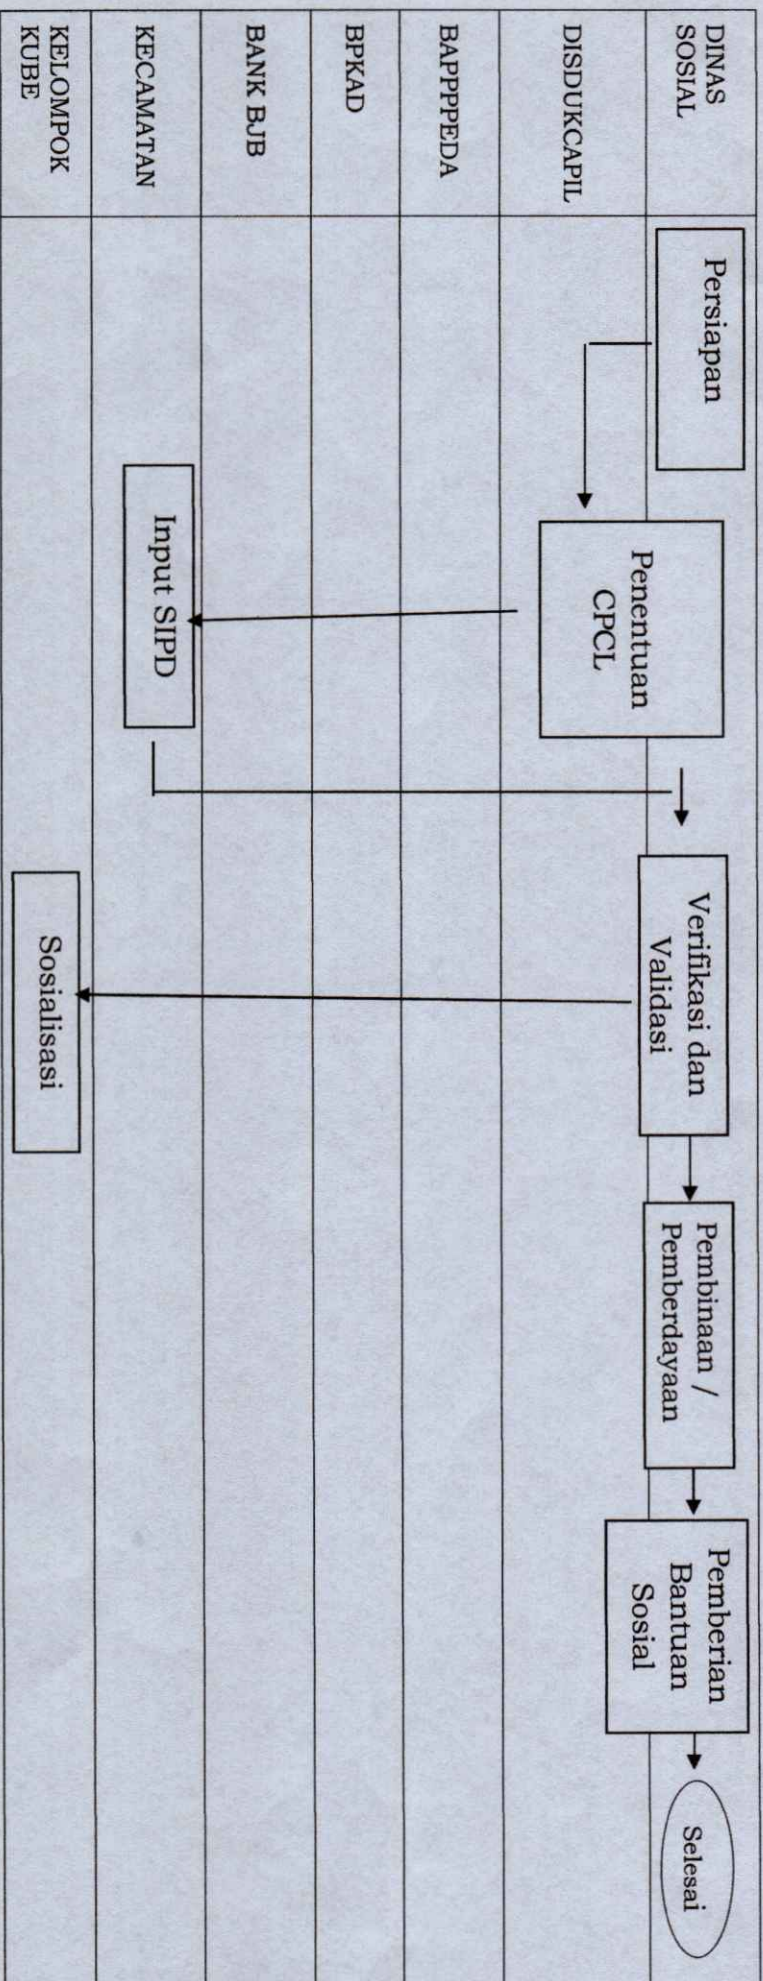 DINAS
SOSIAL
DISDUKCAPIL
BAPPPPEDA
BPKAD
BANK BJB
KECAMATAN
KELOMPOK
KUBE
Persiapan
Penentuan
CPCL
Input SIPD
Verifikasi dan
Validasi
Sosialisasi
Pembinaan /
Pemberdayaan
Pemberian
Bantuan
Sosial
Selesai